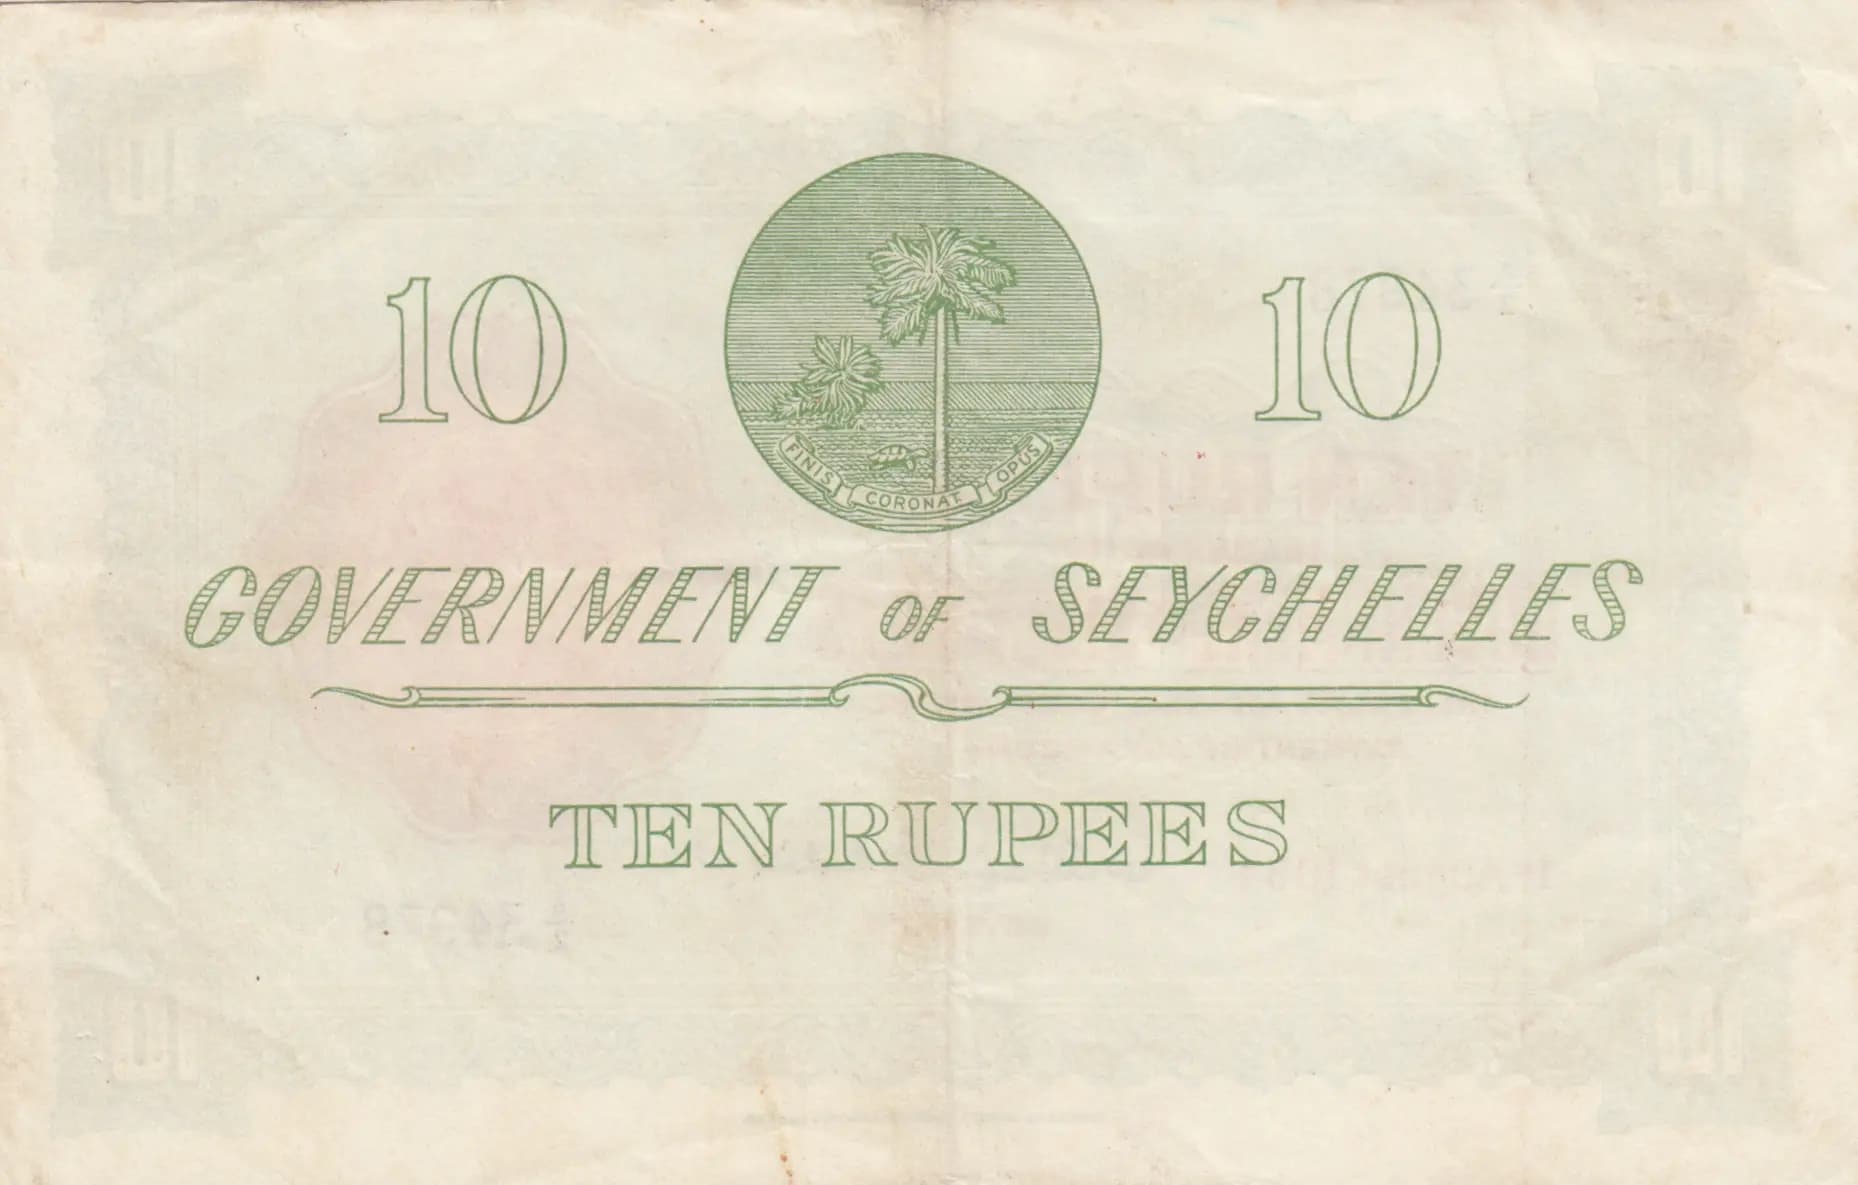 10 10
FINIS CORONAT OPUS
GOVERNMENT OF SEYCHELLES
TEN RUPEES